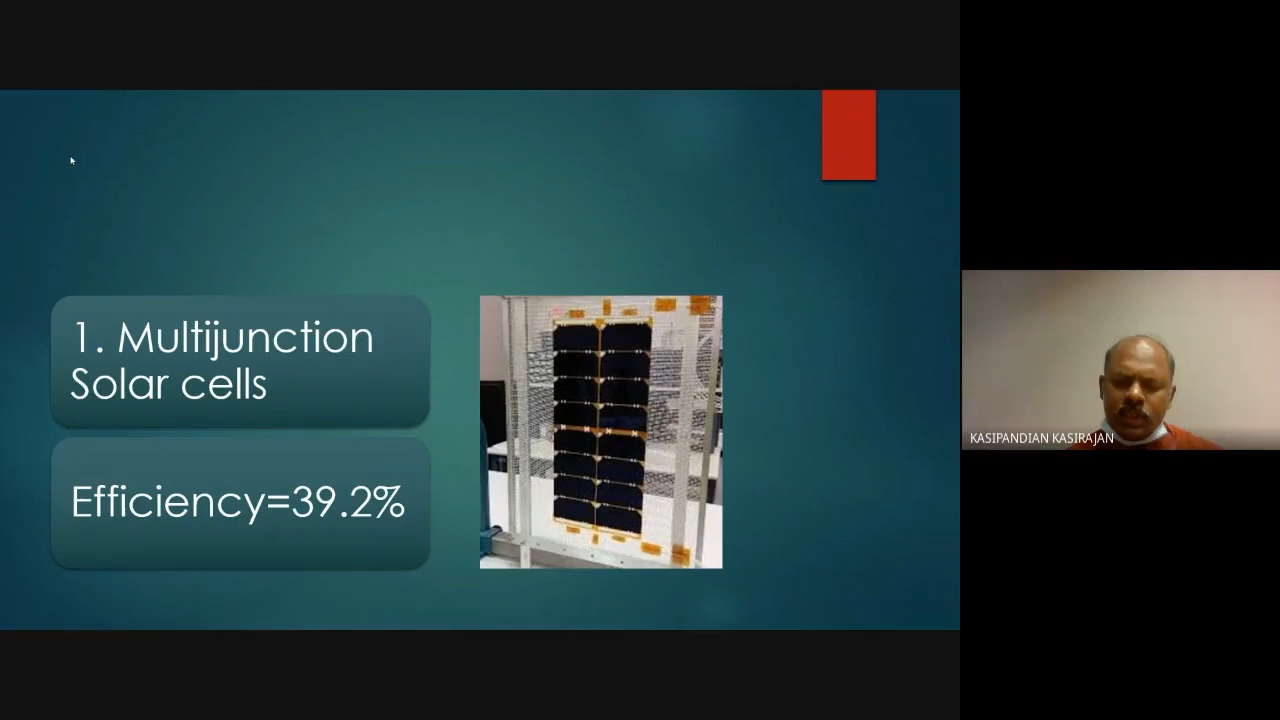 1. Multijunction
Solar cells
Efficiency=39.2%
KASIPANDIAN KASIRAJAN